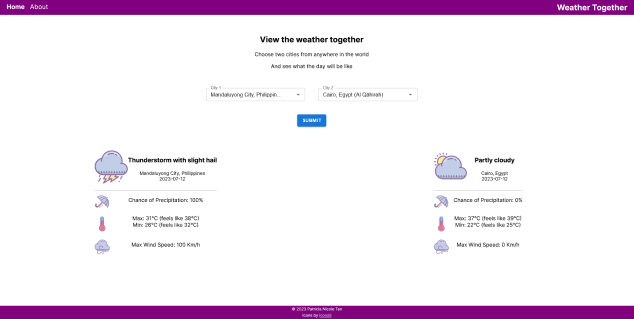 Home About Weather Together
View the weather together
Choose two cities from anywhere in the world
And see what the day will be like
City 1 City 2
Mandaluyong City, Philippin... Cairo, Egypt (Al Qāhirah)
SUBMIT
Thunderstorm with slight hail
Mandaluyong City, Philippines
2023-07-12
Chance of Precipitation: 100%
Max: 31°C (feels like 38°C)
Min: 26°C (feels like 32°C)
Max Wind Speed: 100 Km/h
Partly cloudy
Cairo, Egypt
2023-07-12
Chance of Precipitation: 0%
Max: 37°C (feels like 39°C)
Min: 22°C (feels like 25°C)
Max Wind Speed: 0 Km/h
© 2023 Patricia Nicole Tan
Icons by